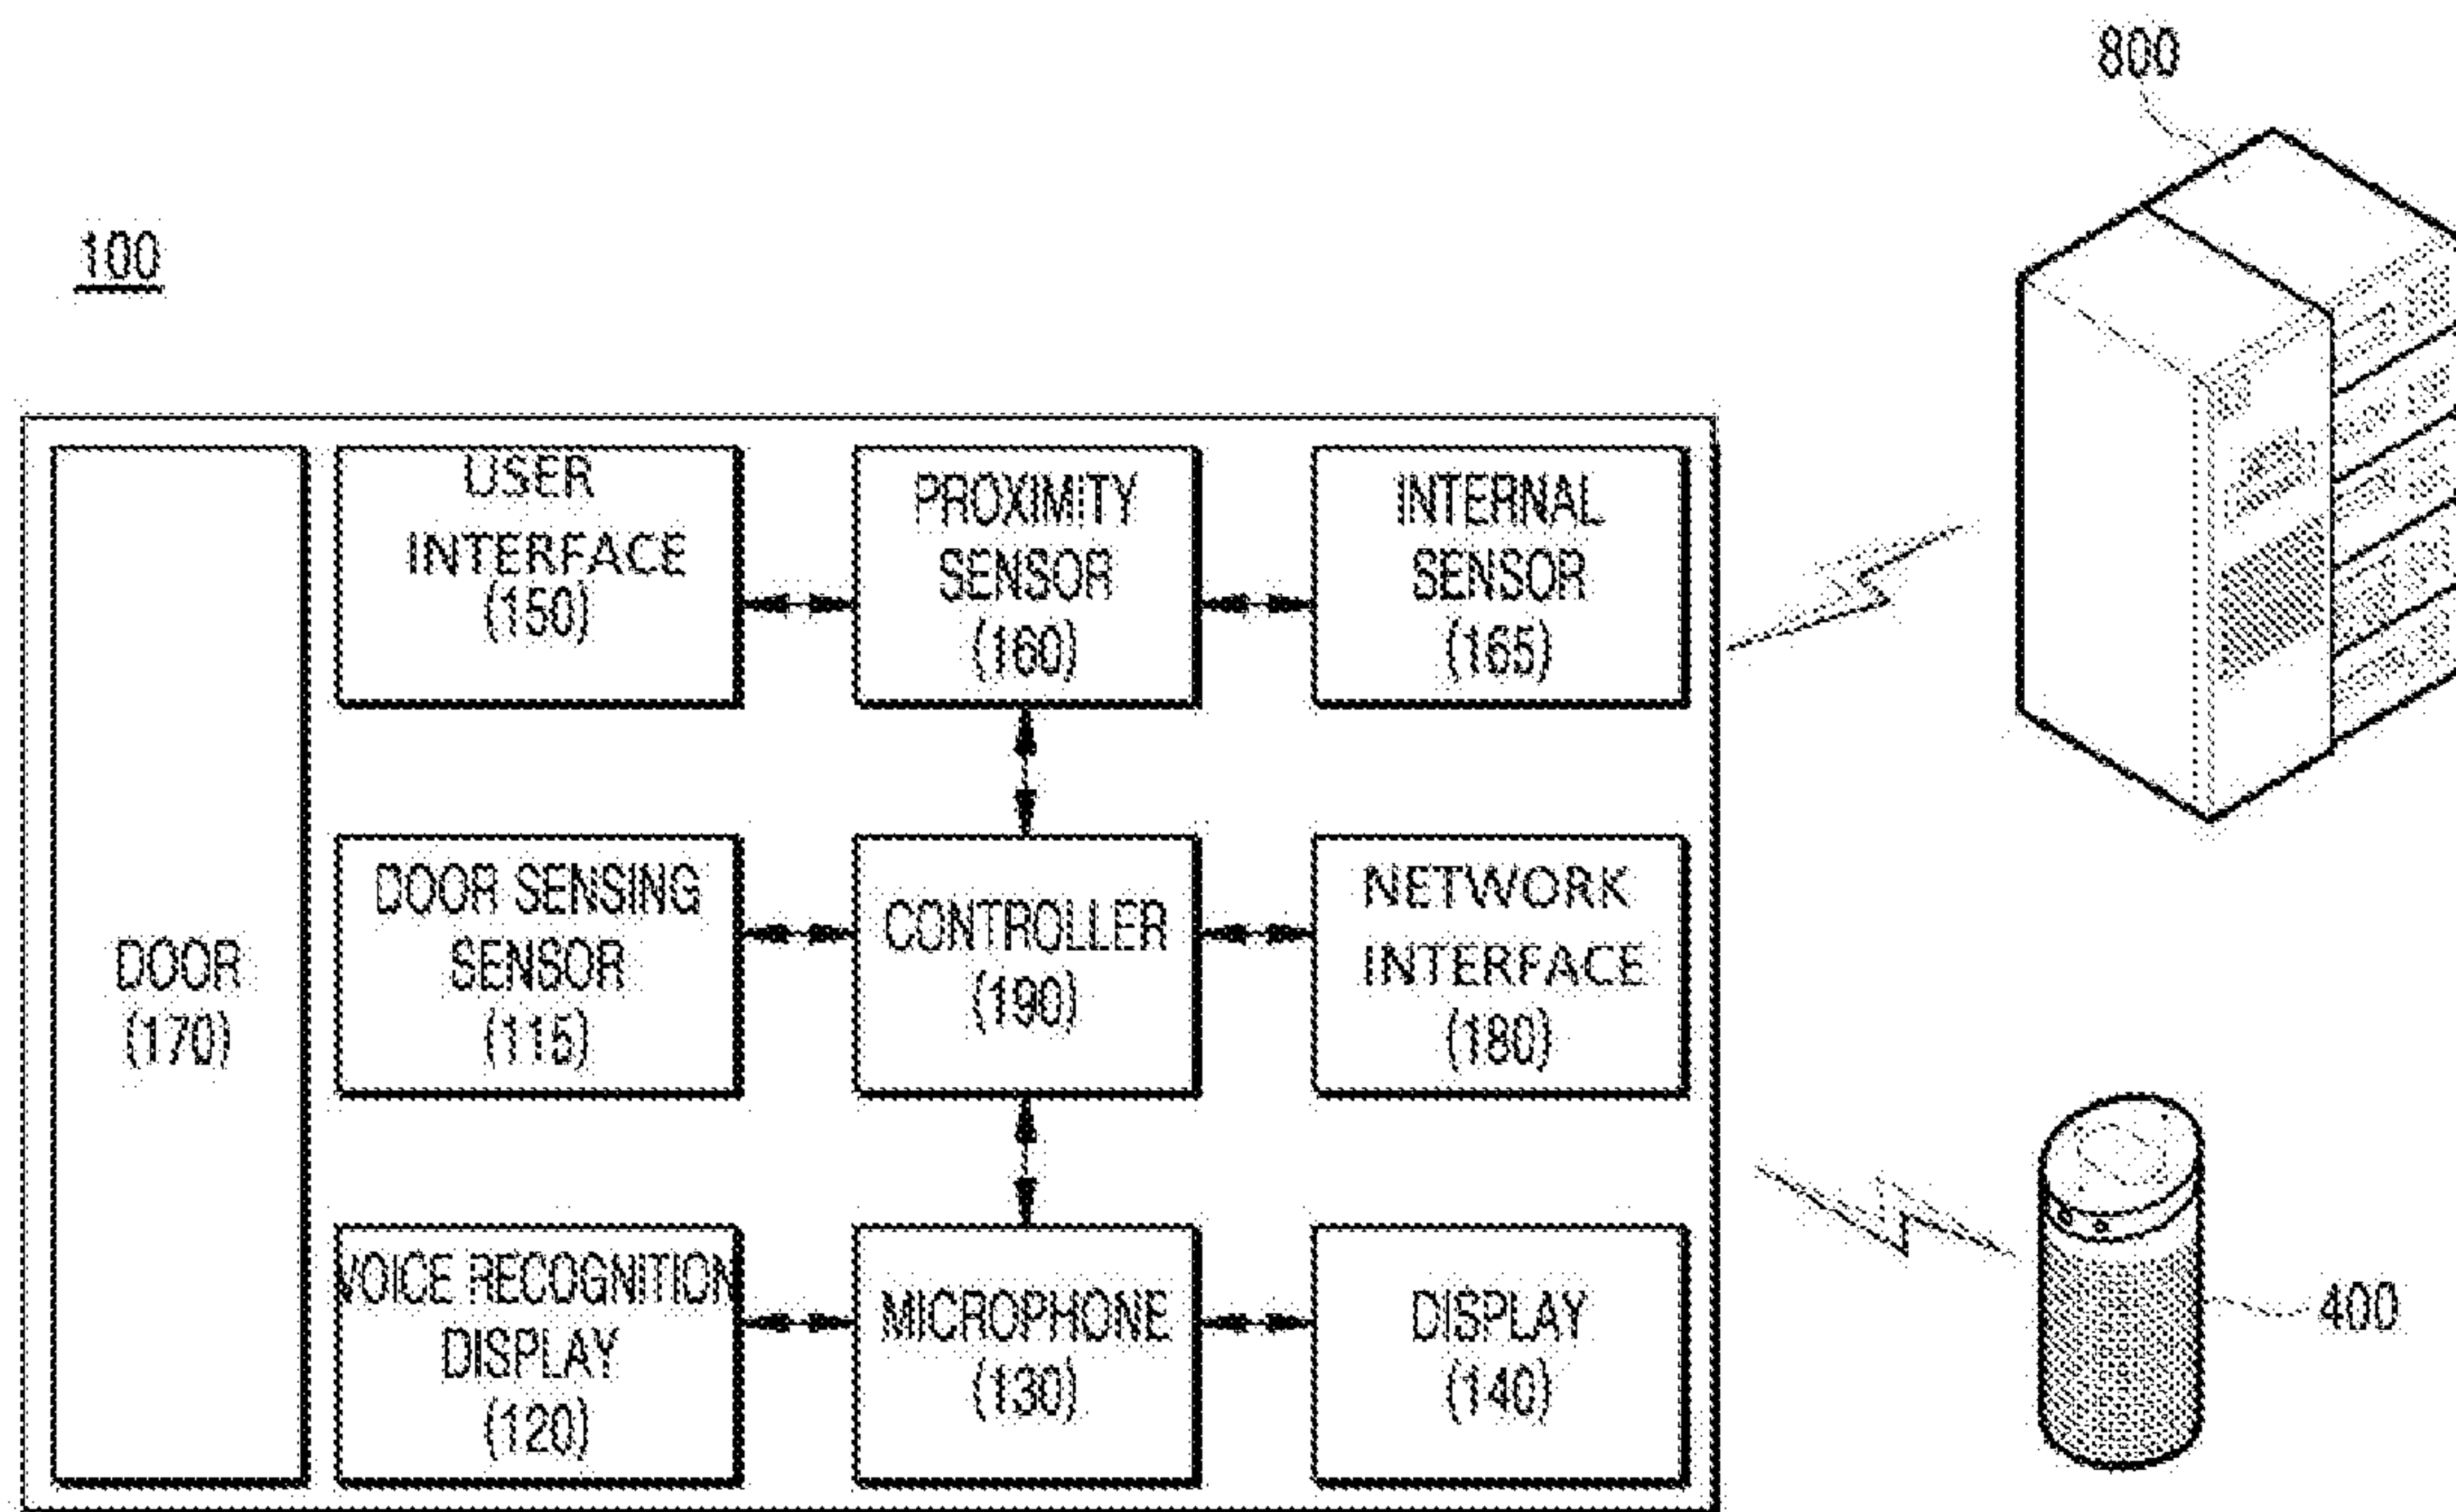 800
100
USER
INTERFACE
(150)
PROXIMITY
SENSOR
(160)
INTERNAL
SENSOR
(165)
DOOR
(170)
DOOR SENSING
SENSOR
(115)
CONTROLLER
(190)
NETWORK
INTERFACE
(180)
VOICE RECOGNITION
DISPLAY
(120)
MICROPHONE
(130)
DISPLAY
(140)
400